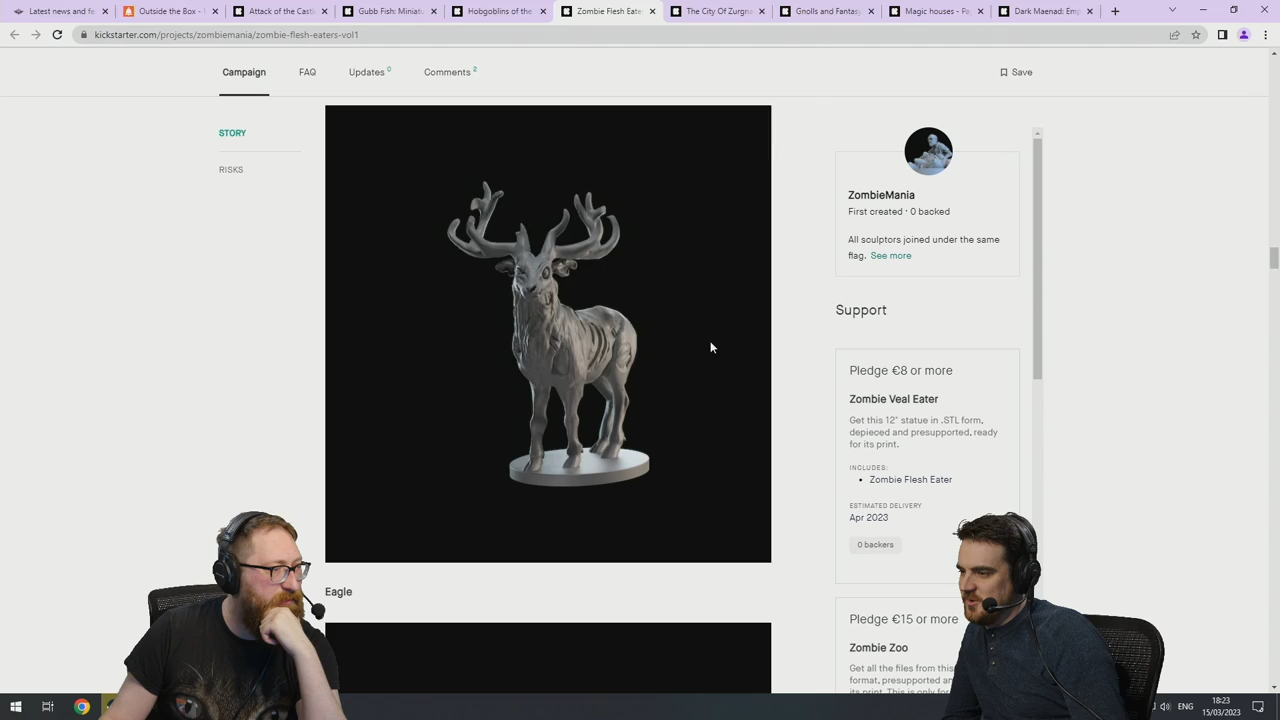 Latest news and fe
Outside the Box -
Attack of the Cata
Gubb Fish: Miniat
Hobgoblins of the
Zombie Flesh Eate
The City Of Zurgn
Gnolls and Fantasy
Magic houses - Pa
Dark Maenad: Emp
kickstarter.com/projects/zombiemania/zombie-flesh-eaters-vol1
Campaign
FAQ
Updates 0
Comments 2
Save
STORY
RISKS
ZombieMania
First created · 0 backed
All sculptors joined under the same
flag. See more
Support
Pledge €8 or more
Zombie Veal Eater
Get this 12" statue in .STL form,
depieced and presupported, ready
for its print.
INCLUDES:
Zombie Flesh Eater
ESTIMATED DELIVERY
Apr 2023
0 backers
Eagle
Pledge €15 or more
Zombie Zoo
Get all the files from this
format, presupported an
its print. This is only for
ENG
18:23
15/03/2023